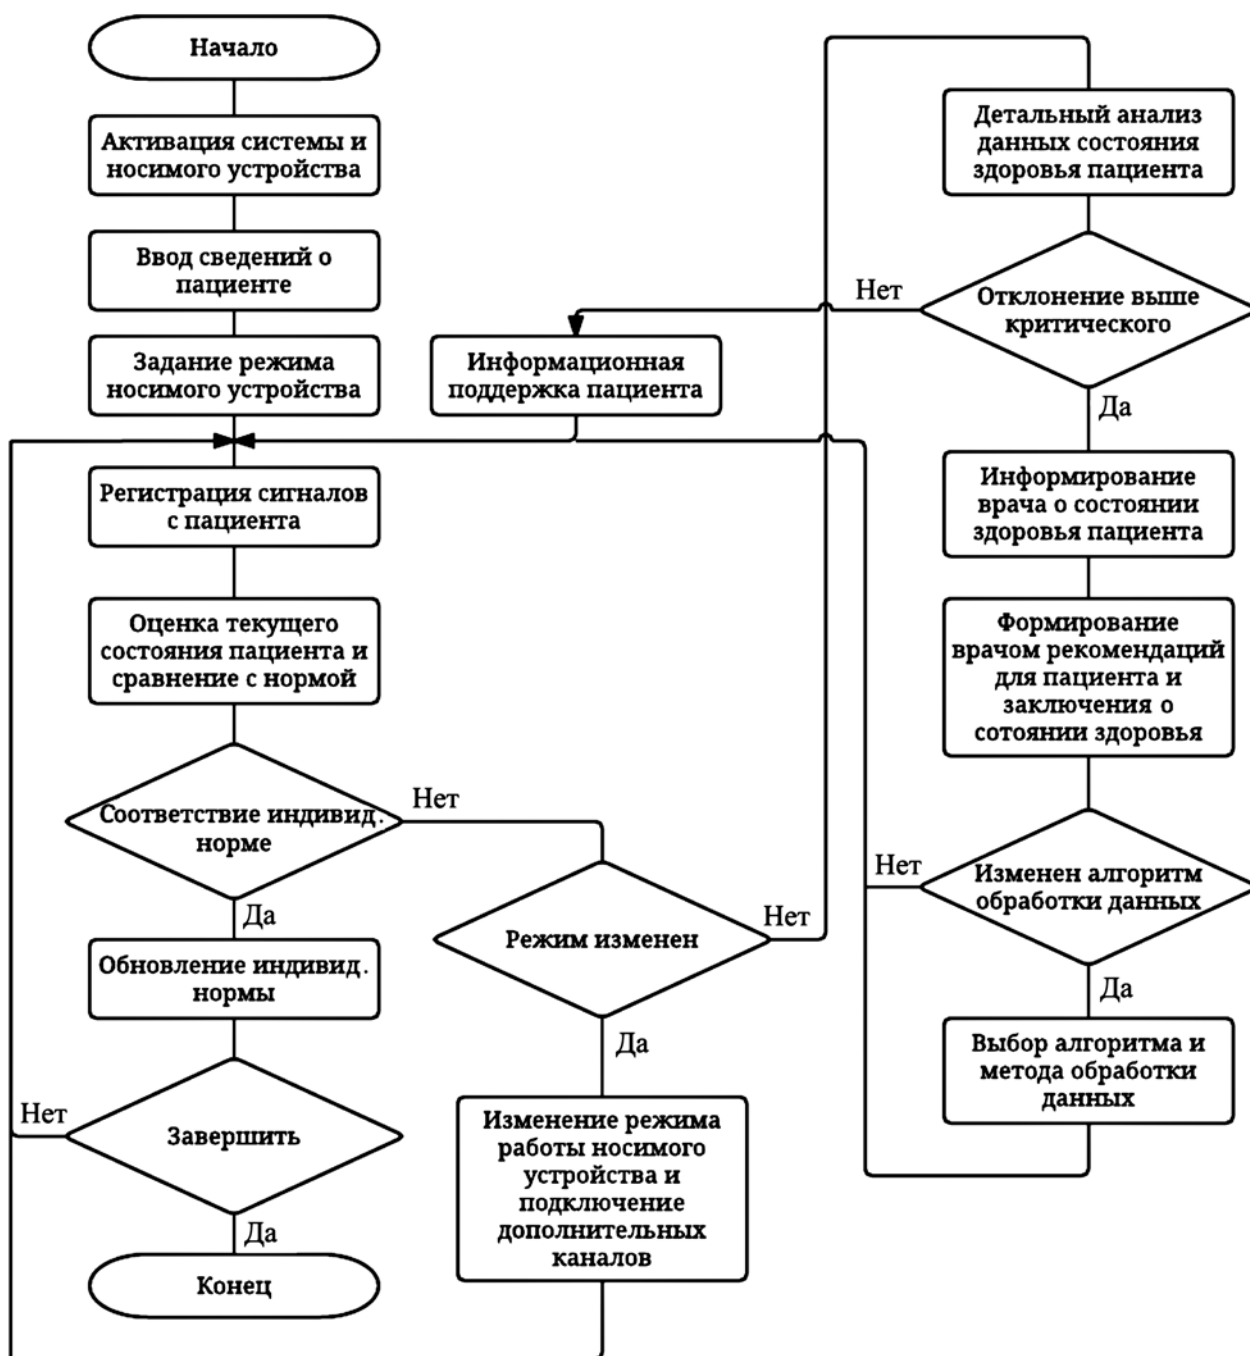 Начало
Активация системы и
носимого устройства
Ввод сведений о
пациенте
Задание режима
носимого устройства
Регистрация сигналов
с пациента
Оценка текущего
состояния пациента и
сравнение с нормой
Соответствие индивид.
норме
Нет
Да
Обновление индивид.
нормы
Завершить
Нет
Да
Конец
Информационная
поддержка пациента
Режим изменен
Нет
Да
Изменение режима
работы носимого
устройства и
подключение
дополнительных
каналов
Детальный анализ
данных состояния
здоровья пациента
Отклонение выше
критического
Нет
Да
Информирование
врача о состоянии
здоровья пациента
Формирование
врачом рекомендаций
для пациента и
заключения о
сотоянии здоровья
Изменен алгоритм
обработки данных
Нет
Да
Выбор алгоритма и
метода обработки
данных